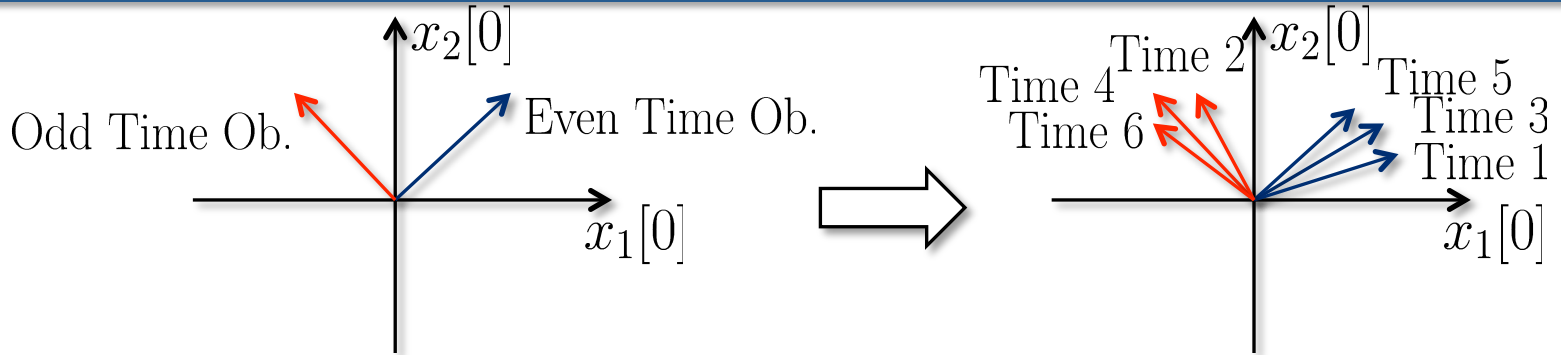 x₂[0]
Odd Time Ob.
Even Time Ob.
x₁[0]
x₂[0]
Time 2
Time 4
Time 6
Time 5
Time 3
Time 1
x₁[0]